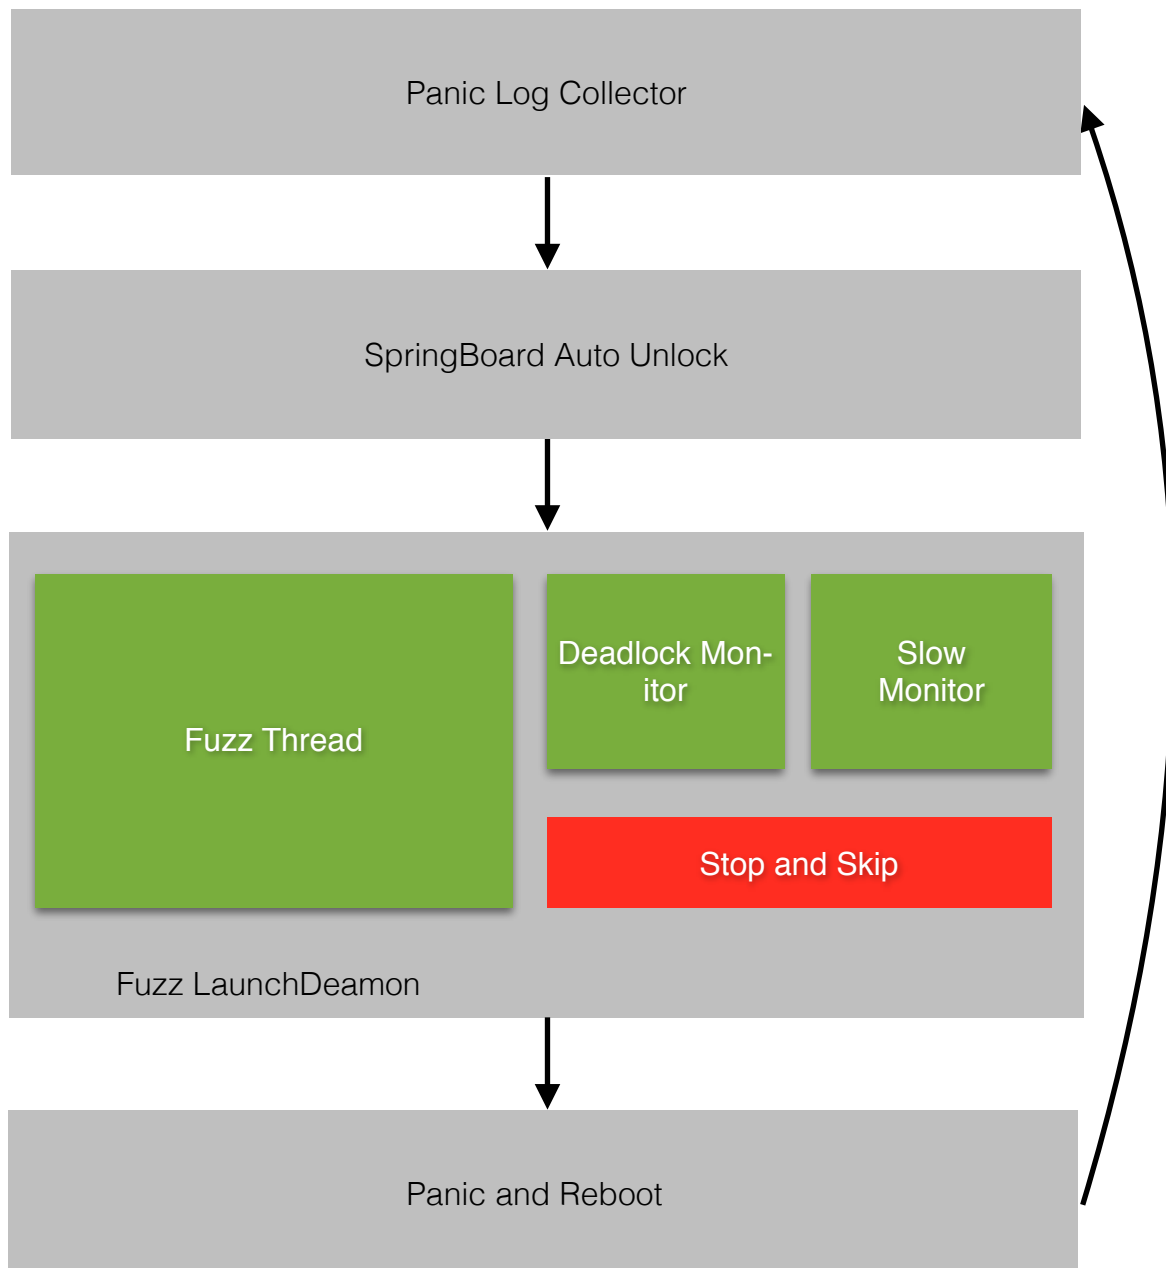 Panic Log Collector
SpringBoard Auto Unlock
Fuzz Thread
Deadlock Mon-
itor
Slow
Monitor
Stop and Skip
Fuzz LaunchDeamon
Panic and Reboot